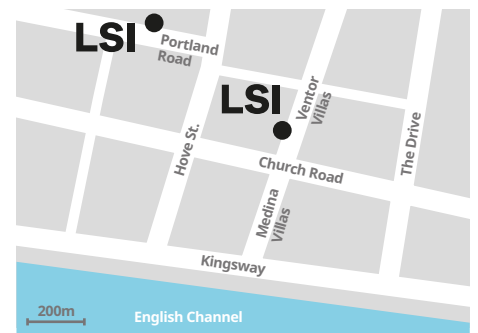 LSI
Portland
Road
LSI
Ventor
Villas
Hove St.
The Drive
Church Road
Medina
Villas
Kingsway
200m
English Channel